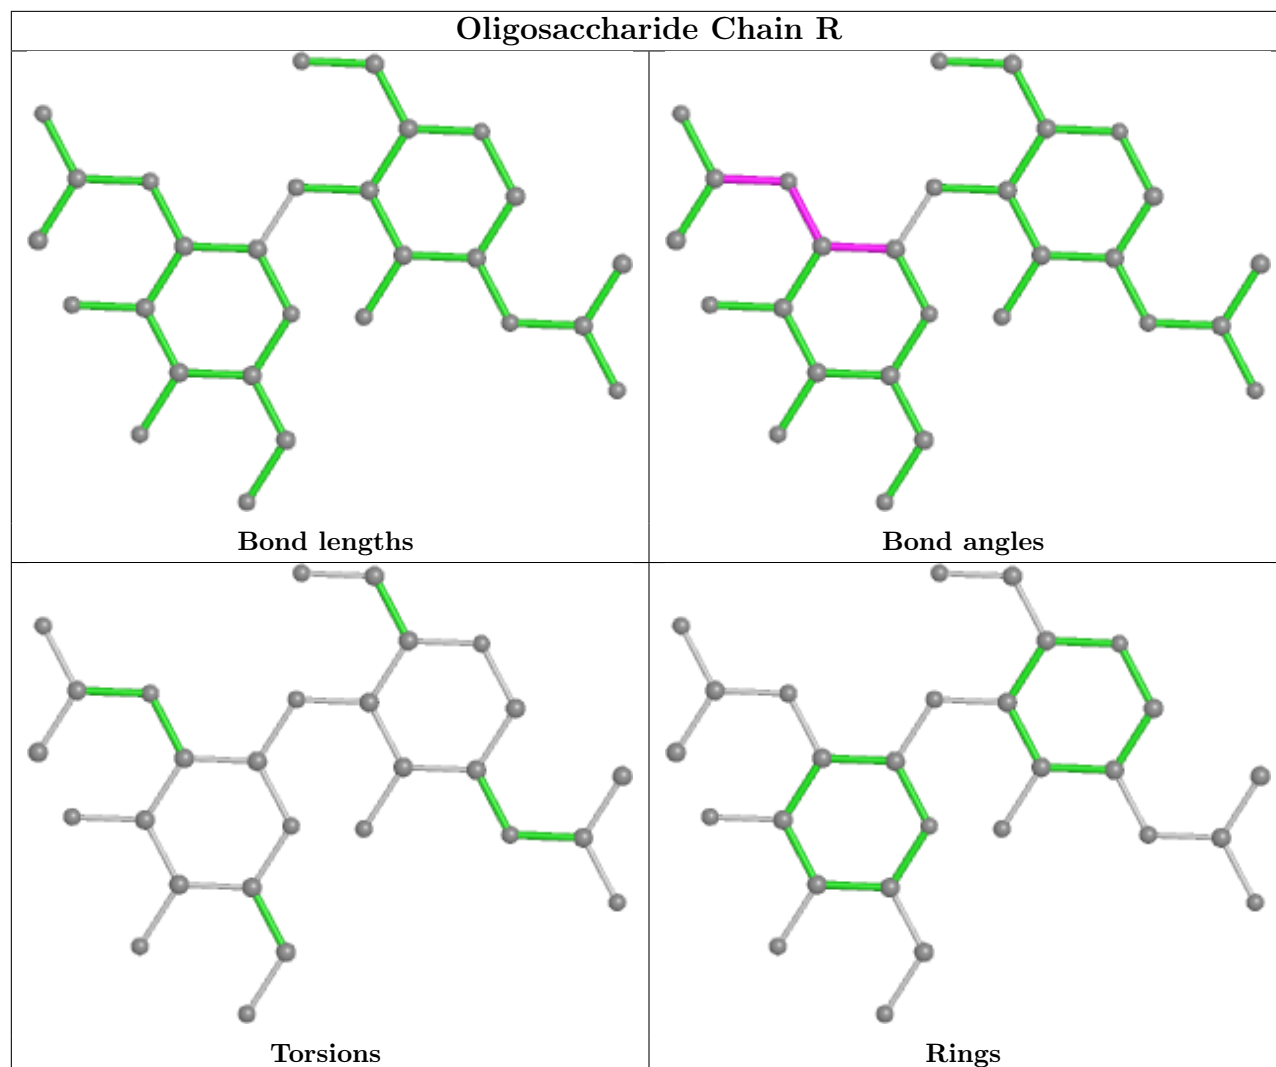 Oligosaccharide Chain R
Bond lengths
Bond angles
Torsions
Rings